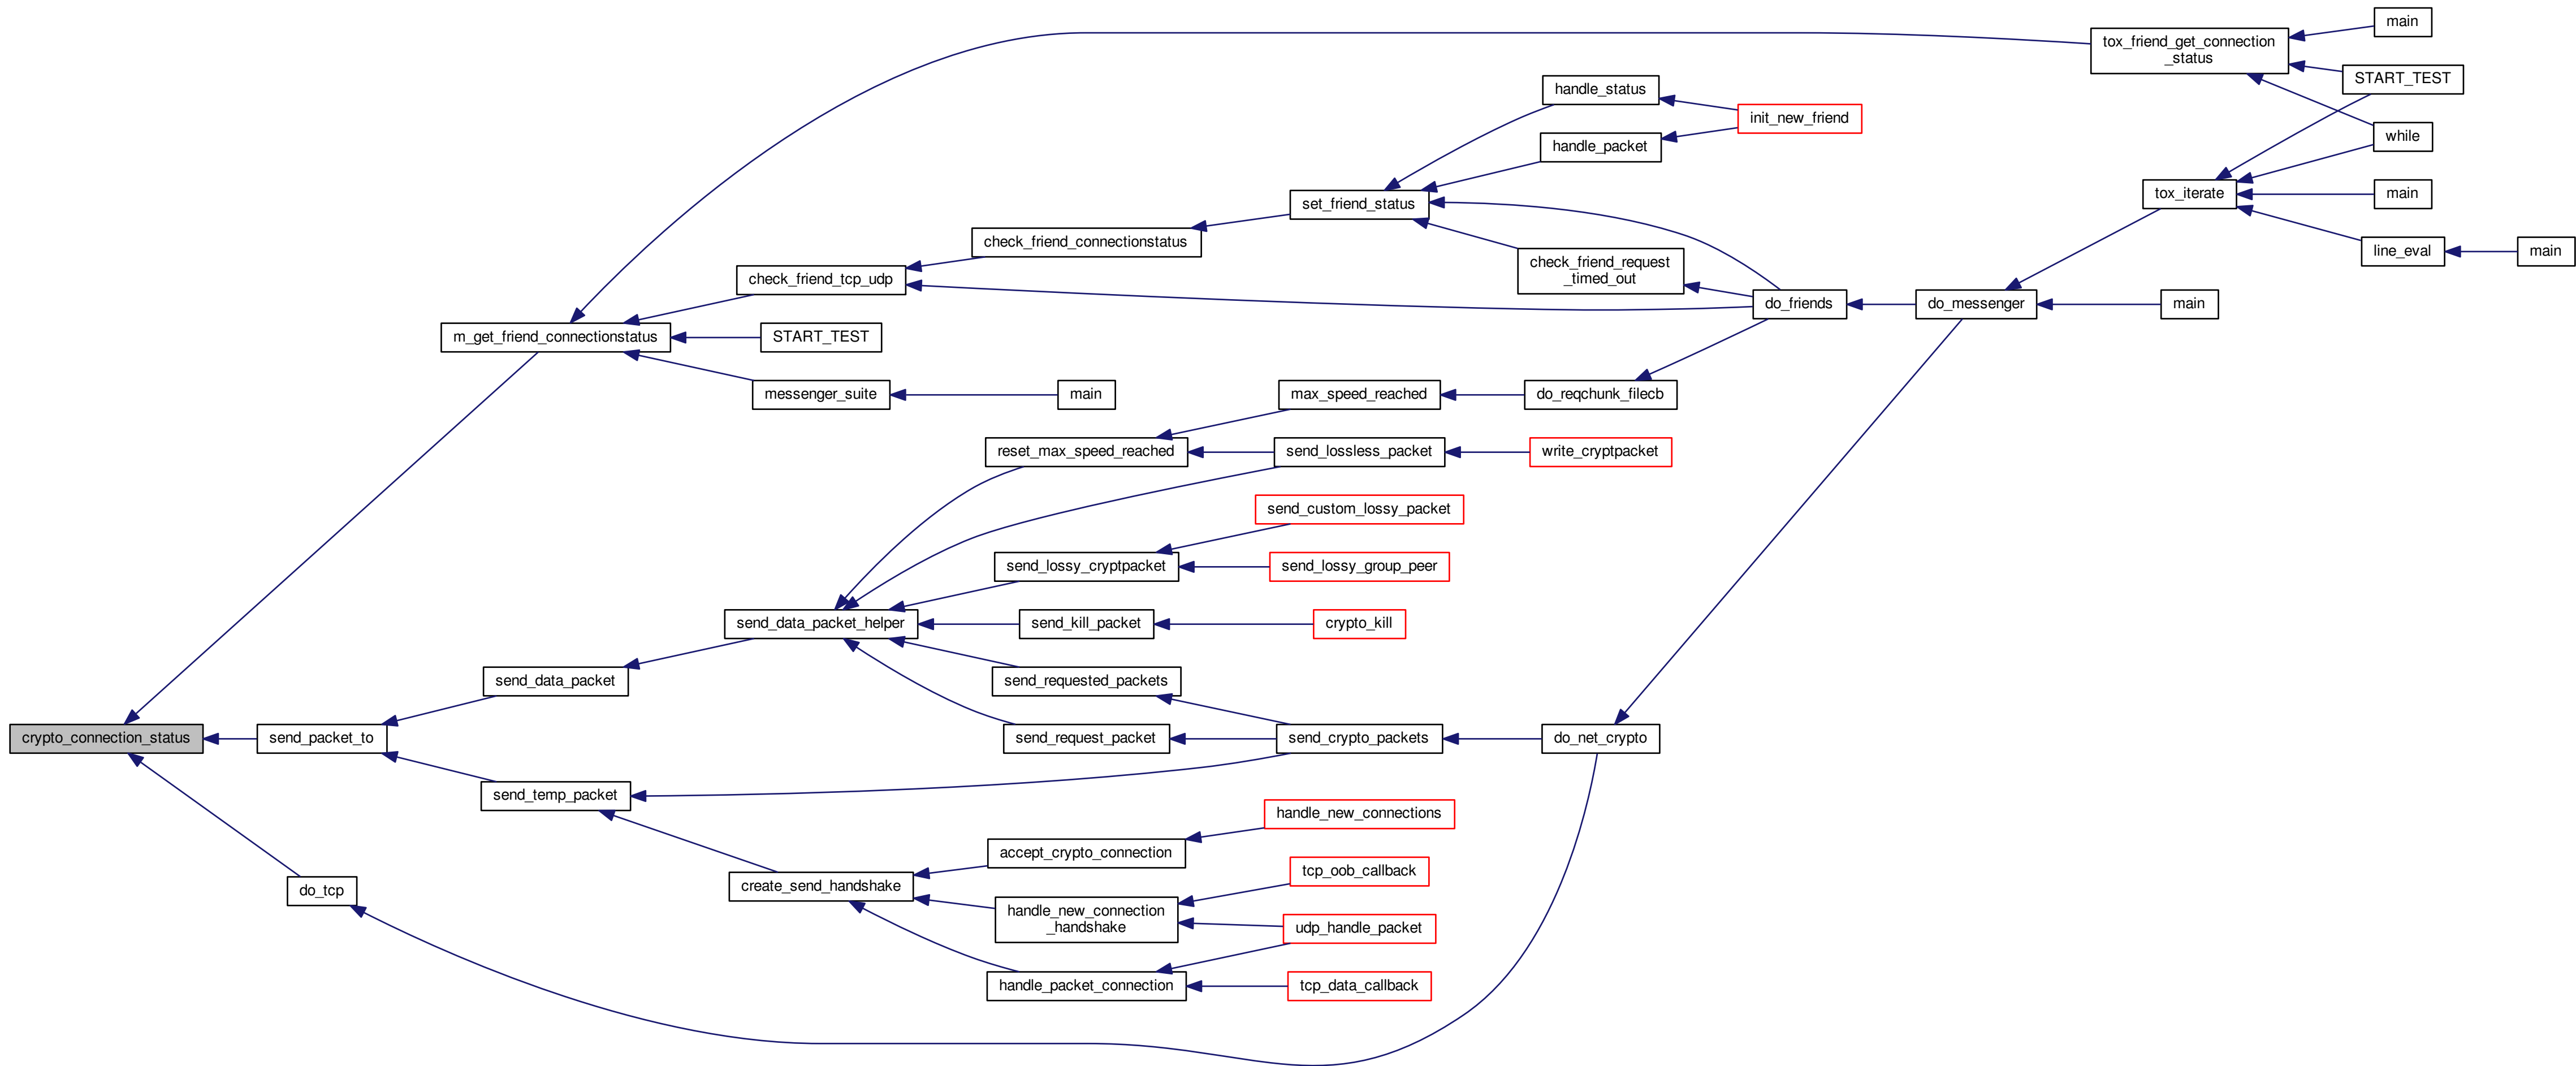 main
tox_friend_get_connection
_status
START_TEST
handle_status
init_new_friend
while
handle_packet
tox_iterate
main
set_friend_status
check_friend_connectionstatus
line_eval
main
check_friend_request
_timed_out
check_friend_tcp_udp
do_friends
do_messenger
main
m_get_friend_connectionstatus
START_TEST
messenger_suite
main
max_speed_reached
do_reqchunk_filecb
reset_max_speed_reached
send_lossless_packet
write_cryptpacket
send_custom_lossy_packet
send_lossy_cryptpacket
send_lossy_group_peer
send_data_packet_helper
send_kill_packet
crypto_kill
send_data_packet
send_requested_packets
crypto_connection_status
send_packet_to
send_request_packet
send_crypto_packets
do_net_crypto
send_temp_packet
handle_new_connections
accept_crypto_connection
tcp_oob_callback
do_tcp
create_send_handshake
handle_new_connection
_handshake
udp_handle_packet
handle_packet_connection
tcp_data_callback